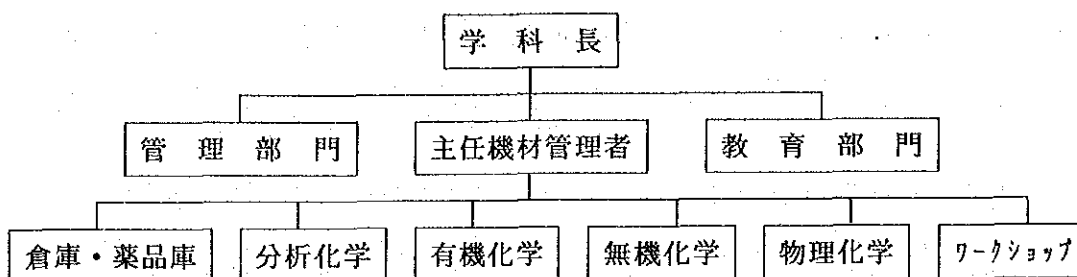 学科長
管理部門
主任機材管理者
教育部門
倉庫・薬品庫
分析化学
有機化学
無機化学
物理化学
ワークショップ